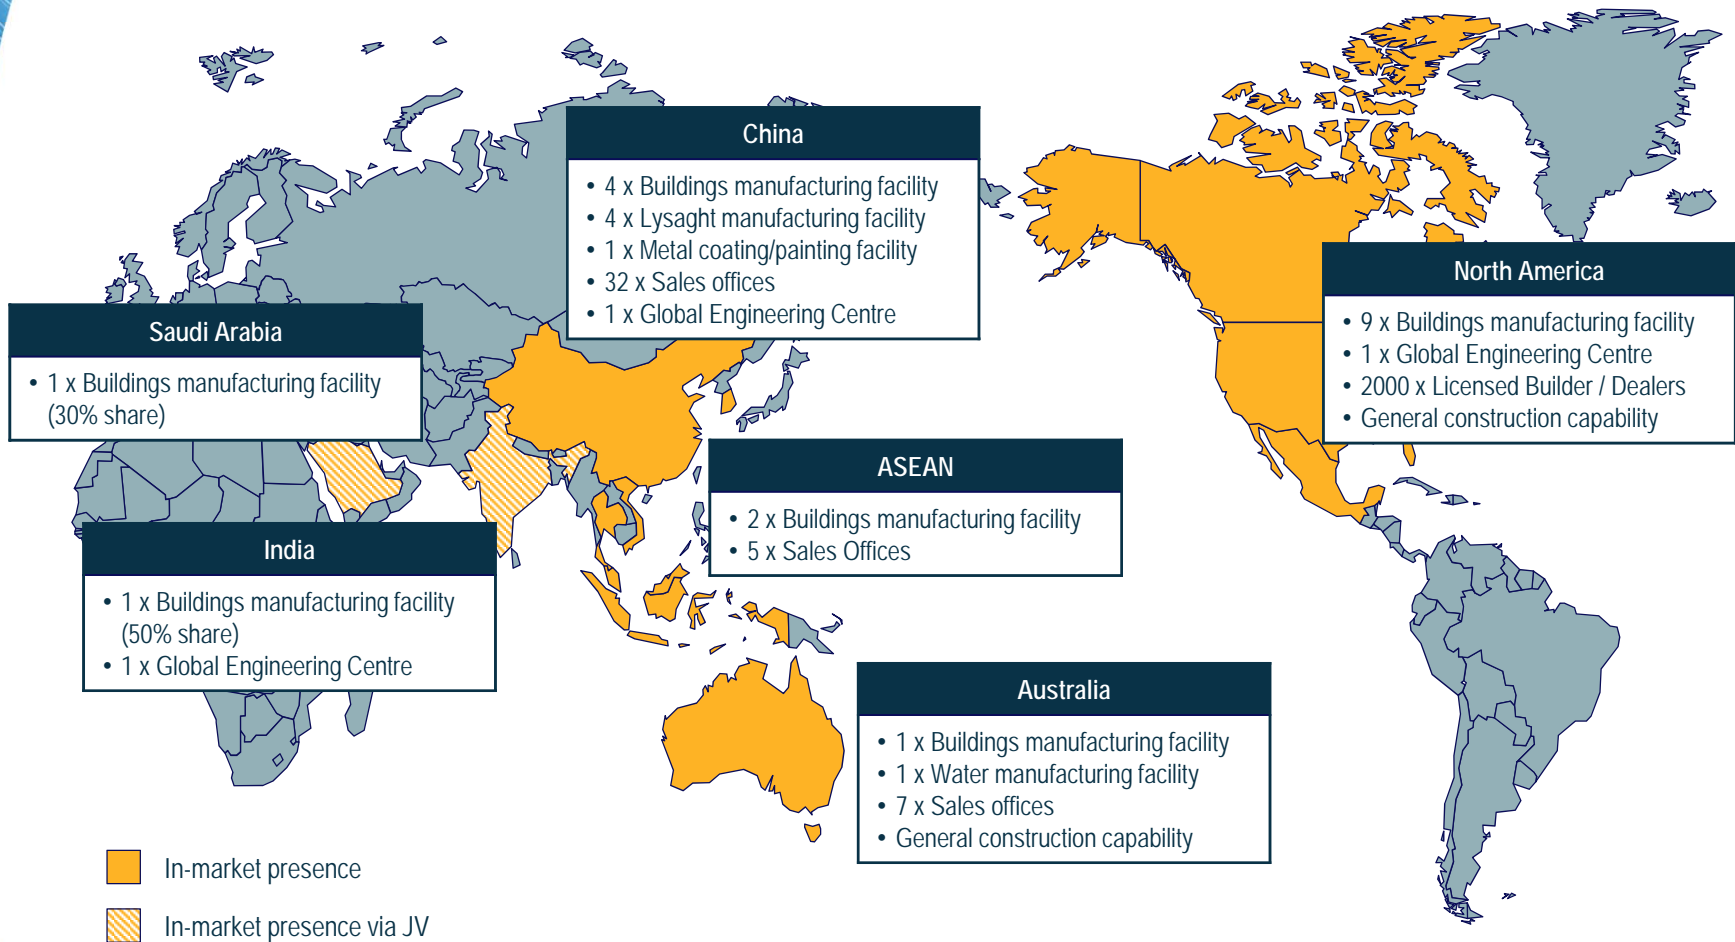 China
• 4 x Buildings manufacturing facility
• 4 x Lysaght manufacturing facility
• 1 x Metal coating/painting facility
• 32 x Sales offices
• 1 x Global Engineering Centre
North America
• 9 x Buildings manufacturing facility
• 1 x Global Engineering Centre
• 2000 x Licensed Builder / Dealers
• General construction capability
Saudi Arabia
• 1 x Buildings manufacturing facility
(30% share)
ASEAN
• 2 x Buildings manufacturing facility
• 5 x Sales Offices
India
• 1 x Buildings manufacturing facility
(50% share)
• 1 x Global Engineering Centre
Australia
• 1 x Buildings manufacturing facility
• 1 x Water manufacturing facility
• 7 x Sales offices
• General construction capability
In-market presence
In-market presence via JV